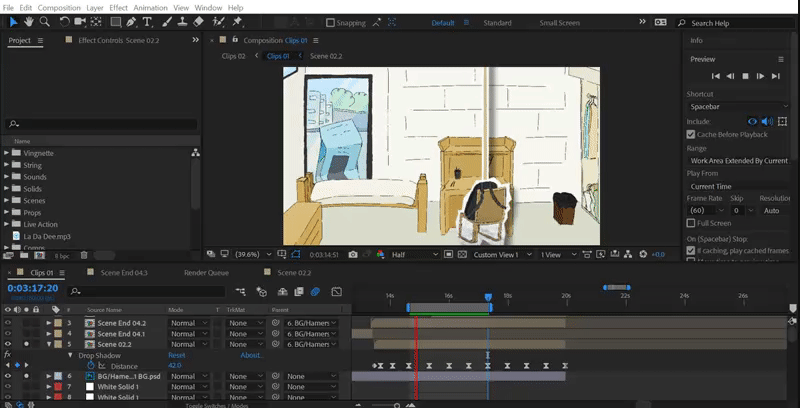 File Edit Composition Layer Effect Animation View Window Help
Snapping
Default
Standard
Small Screen
Search Help
Project
Effect Controls Scene 02.2
Composition Clips 01
Clips 02
Clips 01
Scene 02.2
Info
Preview
Shortcut
Spacebar
Include:
Cache Before Playback
Range
Work Area Extended By Current
Play From
Current Time
Frame Rate Skip Resolution
(60) 0 Auto
Full Screen
On (Spacebar) Stop:
If caching, play cached frames
Name
Vingnette
String
Sounds
Solids
Scenes
Props
Live Action
La Da Dee.mp3
Comps
8 bpc
(39.6%)
0:03:14:51
Half
Custom View 1
1 View
+0.0
Clips 01
Scene End 04.3
Render Queue
Scene 02.2
0:03:17:20
14s
16s
18s
20s
22s
24s
26s
# Source Name Mode T TrkMat Parent
3 Scene End 04.2 Normal None 6. BG/Hamers
4 Scene End 04.1 Normal None
5 Scene 02.2 Normal None 6. BG/Hamers
fx Drop Shadow Reset About...
Distance 42.0
6 BG/Hame...1 BG.psd Normal None None
7 White Solid 1 Normal None None
8 White Solid 1 Normal None None
Toggle Switches / Modes